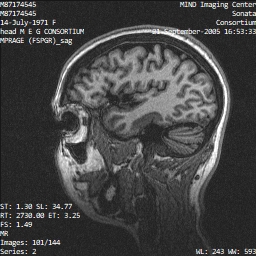 M87174545
M87174545
14-July-1971 F
head M E G CONSORTIUM
MPRAGE (FSPGR)_sag
MIND Imaging Center
Sonata
Consortium
21-September-2005 16:53:33
ST: 1.30 SL: 34.77
RT: 2730.00 ET: 3.25
FS: 1.49
MR
Images: 101/144
Series: 2
WL: 243 WW: 593